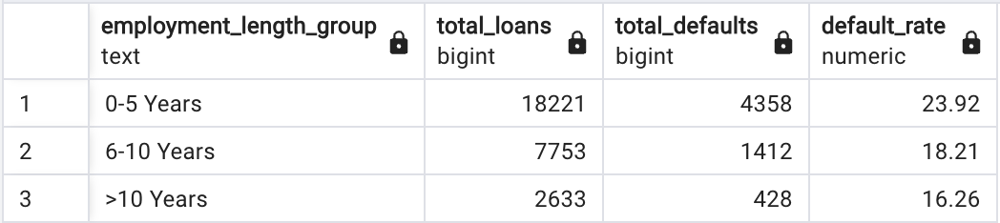 employment_length_group total_loans total_defaults default_rate
text bigint bigint numeric
1 0-5 Years 18221 4358 23.92
2 6-10 Years 7753 1412 18.21
3 >10 Years 2633 428 16.26